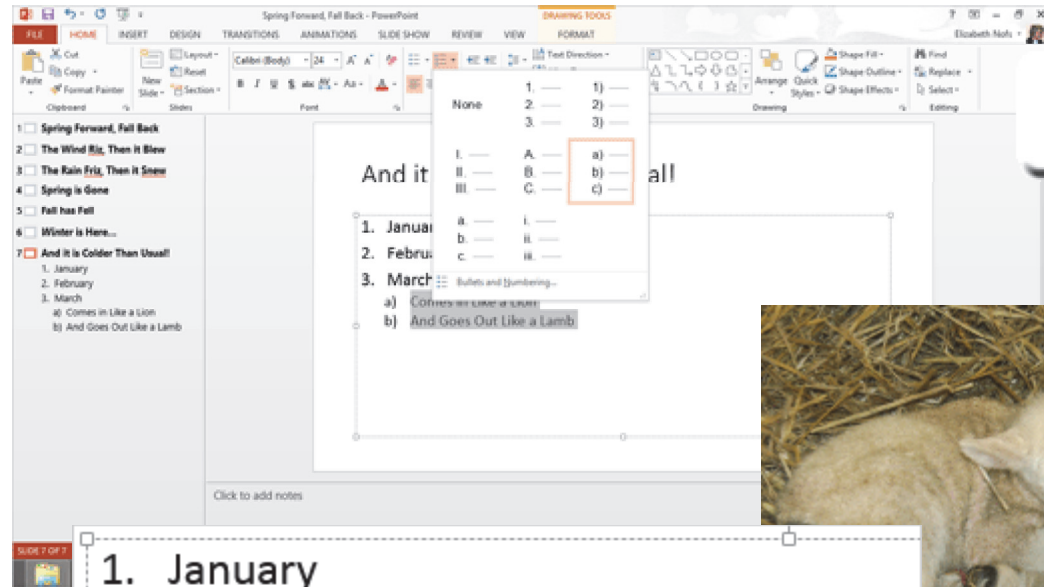 Spring Forward, Fall Back - PowerPoint
DRAWING TOOLS
FILE HOME INSERT DESIGN TRANSITIONS ANIMATIONS SLIDE SHOW REVIEW VIEW FORMAT
Elizabeth Nofs
Paste
Cut
Copy
Format Painter
Clipboard
New Slide
Layout
Reset
Section
Slides
Calibri (Body) 24
B I U S abc AV Aa A
Font
Text Direction
Arrange
Quick Styles
Shape Fill
Shape Outline
Shape Effects
Drawing
Find
Replace
Select
Editing
None
1.
2.
3.
1)
2)
3)
I.
II.
III.
A.
B.
C.
a)
b)
c)
a.
b.
c.
i.
ii.
iii.
Bullets and Numbering...
1 Spring Forward, Fall Back
2 The Wind Riz, Then it Blew
3 The Rain Friz, Then it Snew
4 Spring is Gone
5 Fall has Fell
6 Winter is Here...
7 And it is Colder Than Usual!
1. January
2. February
3. March
a) Comes in Like a Lion
b) And Goes Out Like a Lamb
And it
al!
1. Januar
2. Februa
3. March
a) Comes in Like a Lion
b) And Goes Out Like a Lamb
Click to add notes
SLIDE 7 OF 7
1. January